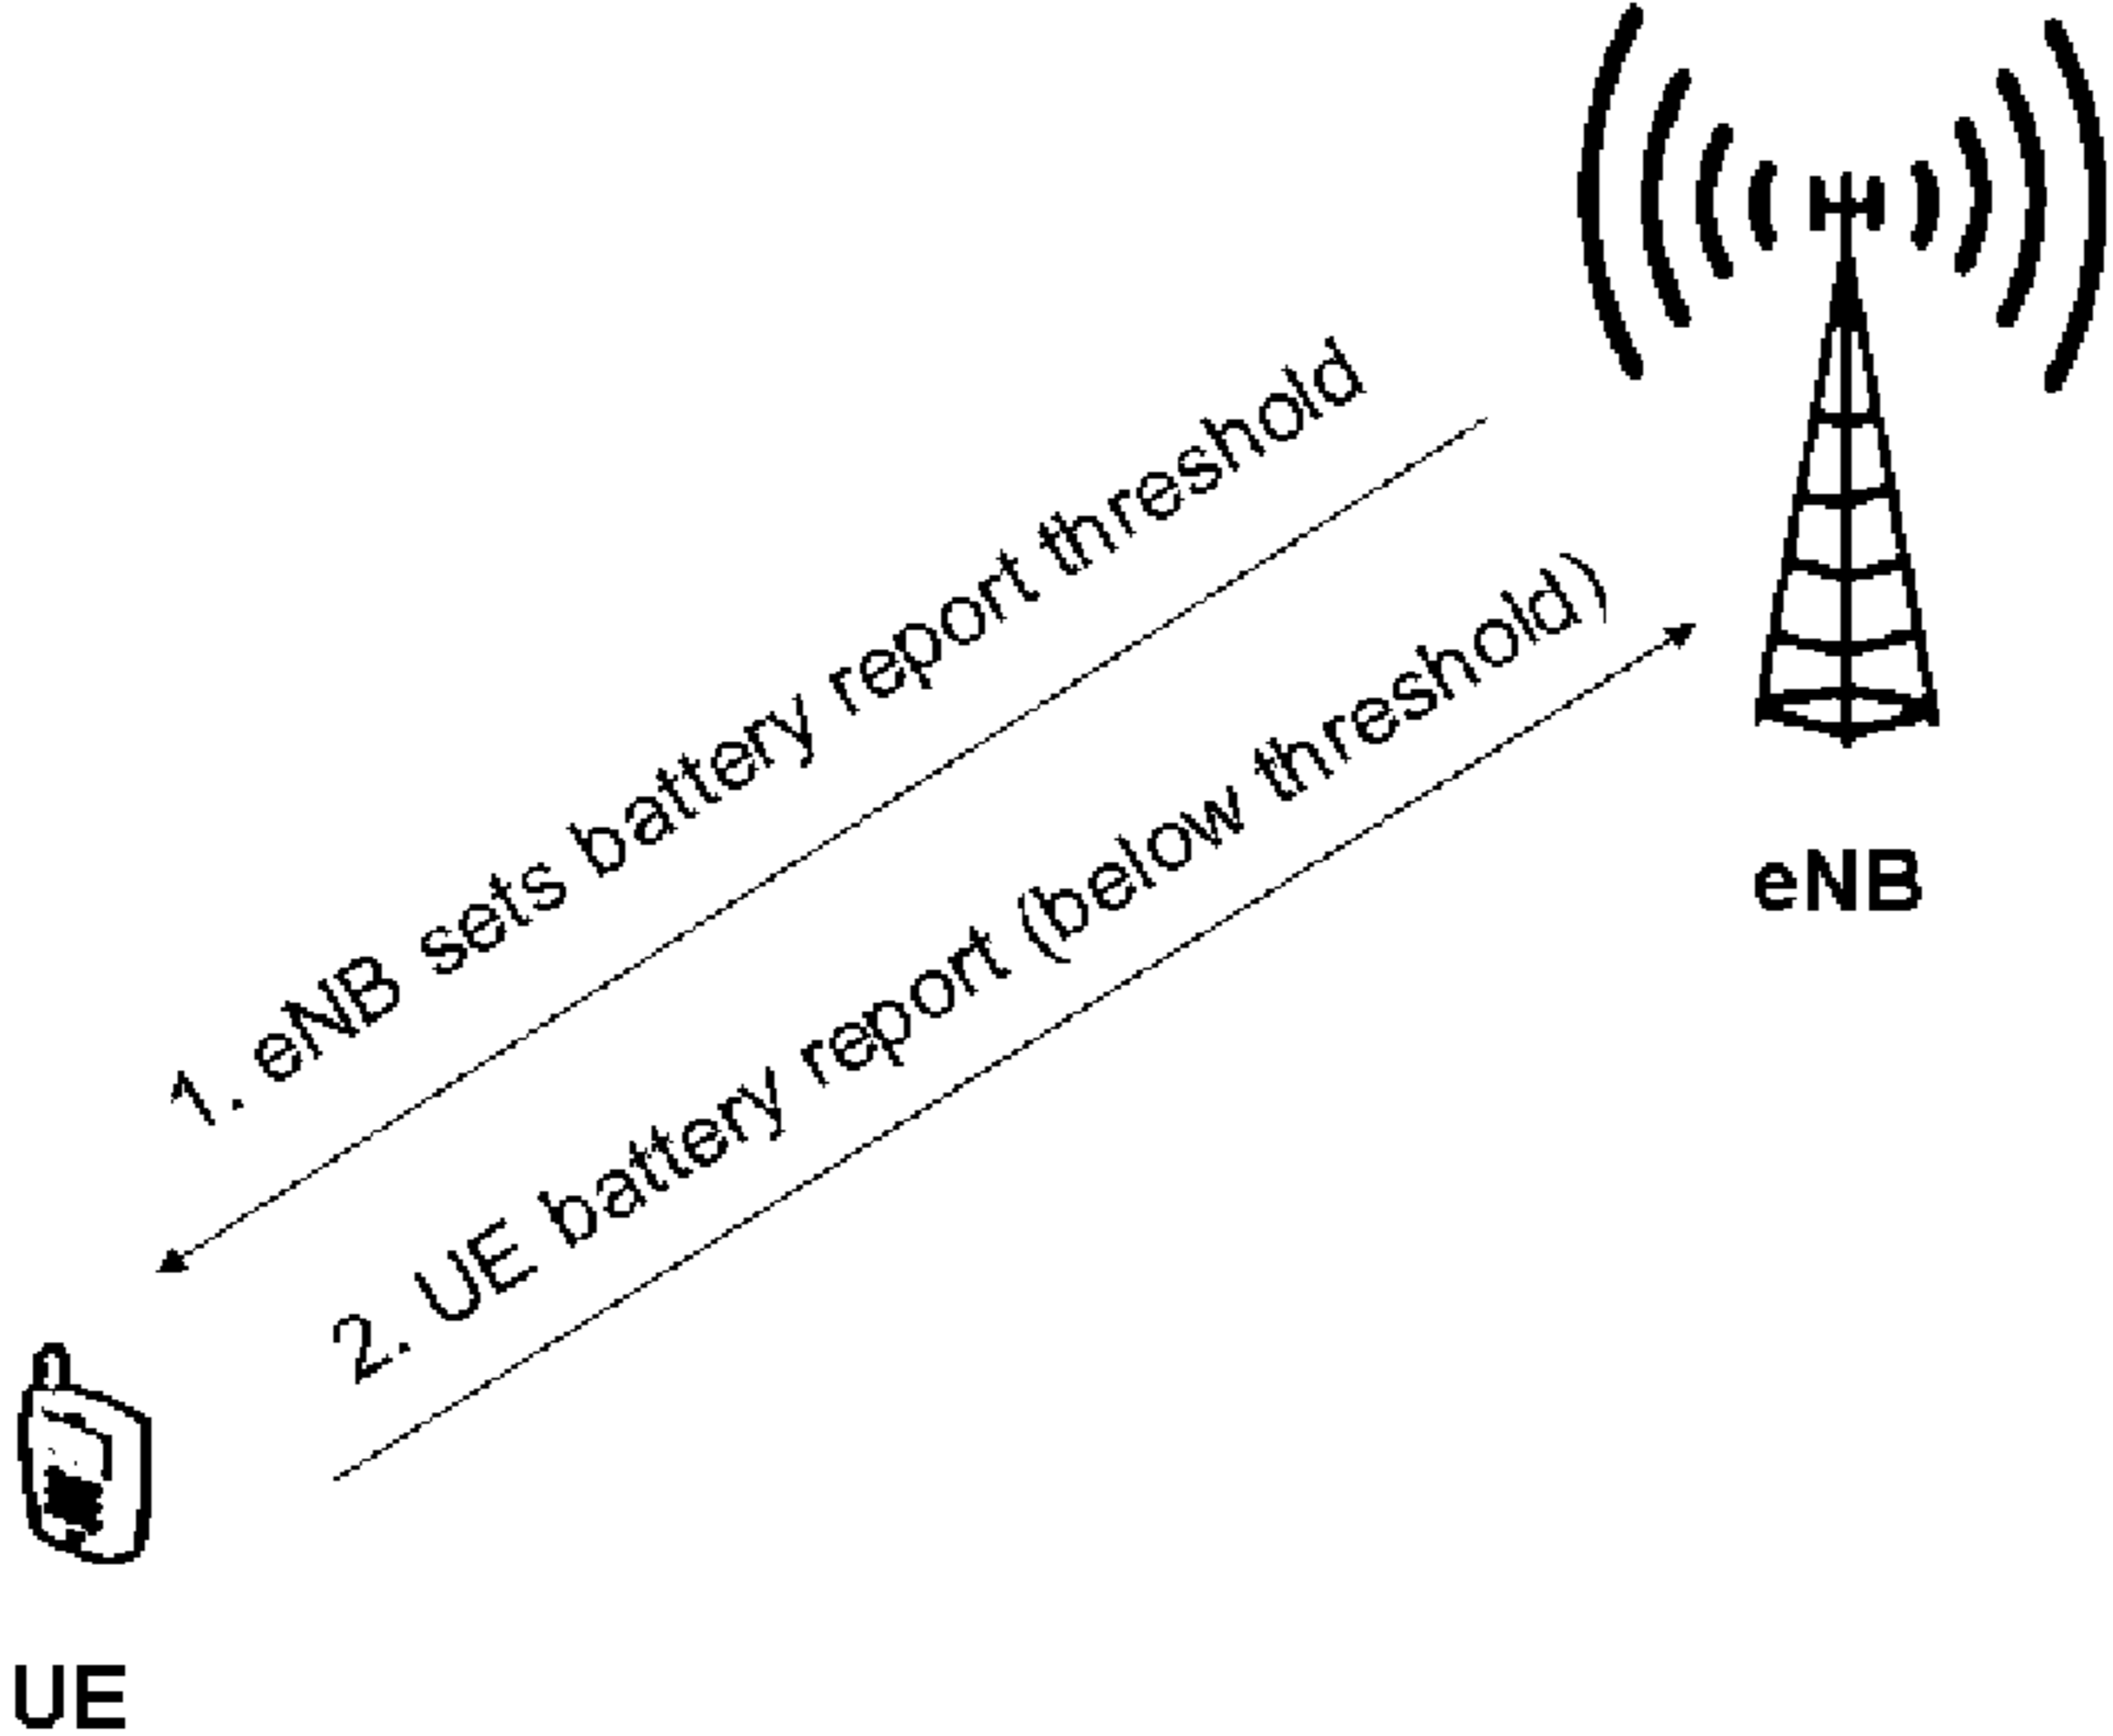 1. eNB sets battery report threshold
2. UE battery report (below threshold)
eNB
UE